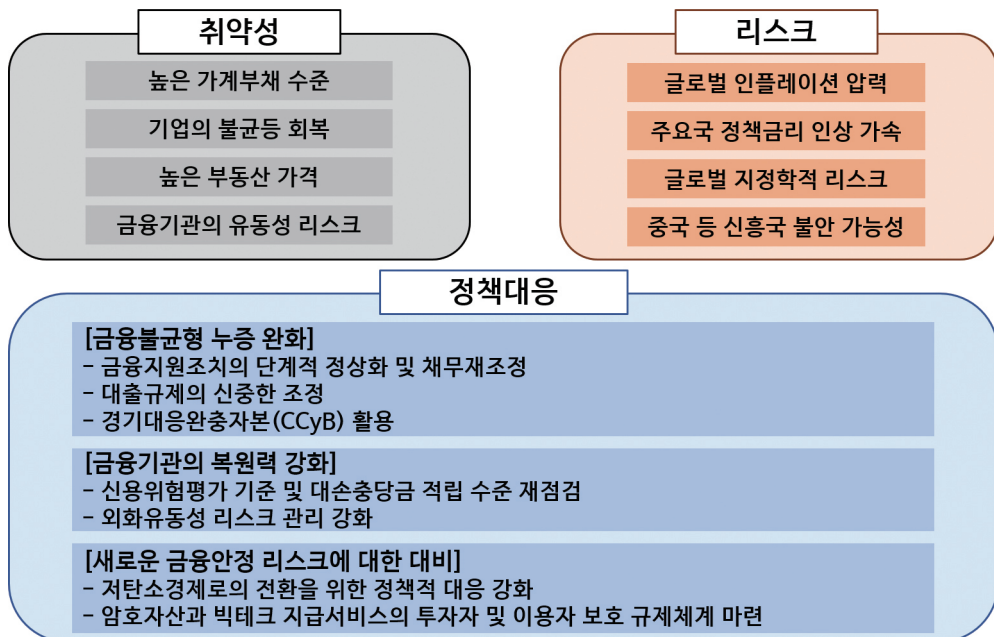 취약성
높은 가계부채 수준
기업의 불균등 회복
높은 부동산 가격
금융기관의 유동성 리스크
리스크
글로벌 인플레이션 압력
주요국 정책금리 인상 가속
글로벌 지정학적 리스크
중국 등 신흥국 불안 가능성
정책대응
[금융불균형 누증 완화]
- 금융지원조치의 단계적 정상화 및 채무재조정
- 대출규제의 신중한 조정
- 경기대응완충자본(CCyB) 활용
[금융기관의 복원력 강화]
- 신용위험평가 기준 및 대손충당금 적립 수준 재점검
- 외화유동성 리스크 관리 강화
[새로운 금융안정 리스크에 대한 대비]
- 저탄소경제로의 전환을 위한 정책적 대응 강화
- 암호자산과 빅테크 지급서비스의 투자자 및 이용자 보호 규제체계 마련